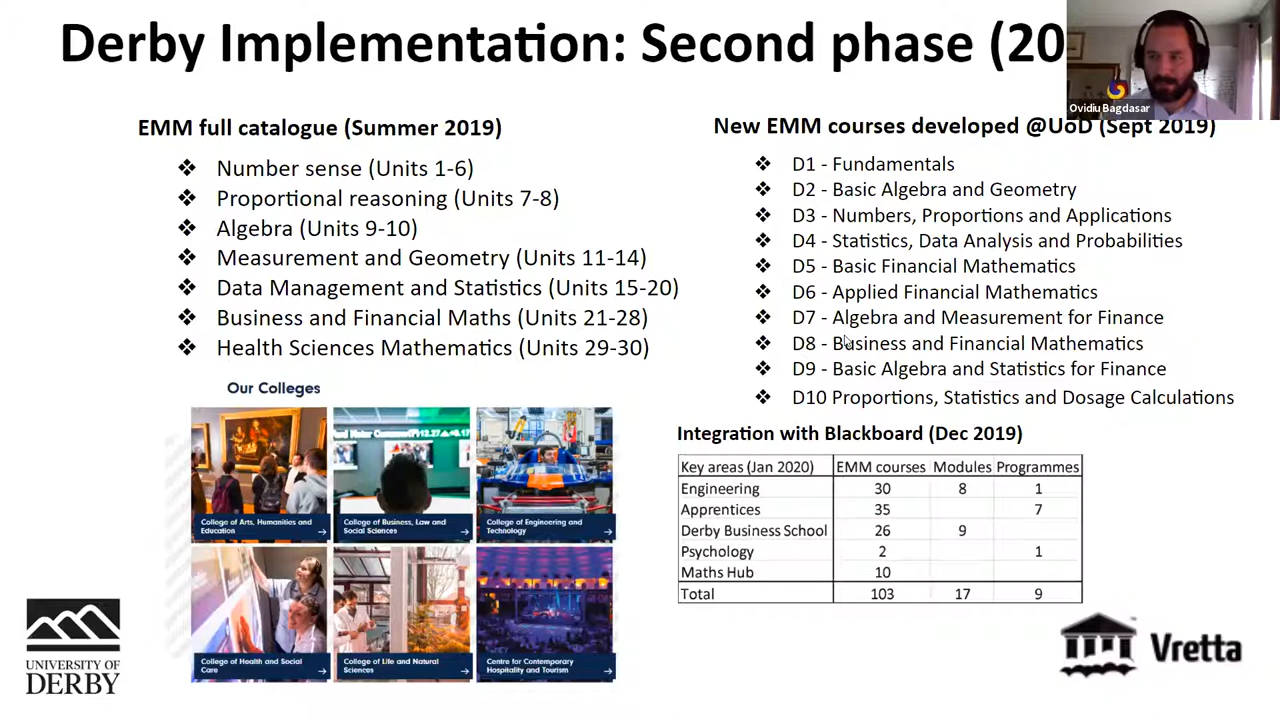 Derby Implementation: Second phase (20
Ovidiu Bagdasar
EMM full catalogue (Summer 2019)
❖ Number sense (Units 1-6)
❖ Proportional reasoning (Units 7-8)
❖ Algebra (Units 9-10)
❖ Measurement and Geometry (Units 11-14)
❖ Data Management and Statistics (Units 15-20)
❖ Business and Financial Maths (Units 21-28)
❖ Health Sciences Mathematics (Units 29-30)
Our Colleges
College of Arts, Humanities and
Education
College of Business, Law and
Social Sciences
College of Engineering and
Technology
College of Health and Social
Care
College of Life and Natural
Sciences
Centre for Contemporary
Hospitality and Tourism
UNIVERSITY OF
DERBY
New EMM courses developed @UoD (Sept 2019)
❖ D1 - Fundamentals
❖ D2 - Basic Algebra and Geometry
❖ D3 - Numbers, Proportions and Applications
❖ D4 - Statistics, Data Analysis and Probabilities
❖ D5 - Basic Financial Mathematics
❖ D6 - Applied Financial Mathematics
❖ D7 - Algebra and Measurement for Finance
❖ D8 - Business and Financial Mathematics
❖ D9 - Basic Algebra and Statistics for Finance
❖ D10 Proportions, Statistics and Dosage Calculations
Integration with Blackboard (Dec 2019)
Key areas (Jan 2020) EMM courses Modules Programmes
Engineering 30 8 1
Apprentices 35 7
Derby Business School 26 9
Psychology 2 1
Maths Hub 10
Total 103 17 9
Vretta